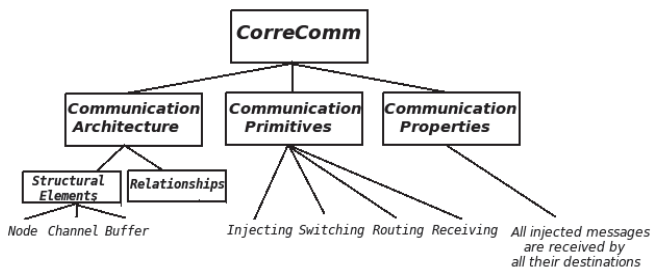 CorreComm
Communication Architecture
Communication Primitives
Communication Properties
Structural Elements
Relationships
Node Channel Buffer
Injecting Switching Routing Receiving
All injected messages
are received by
all their destinations